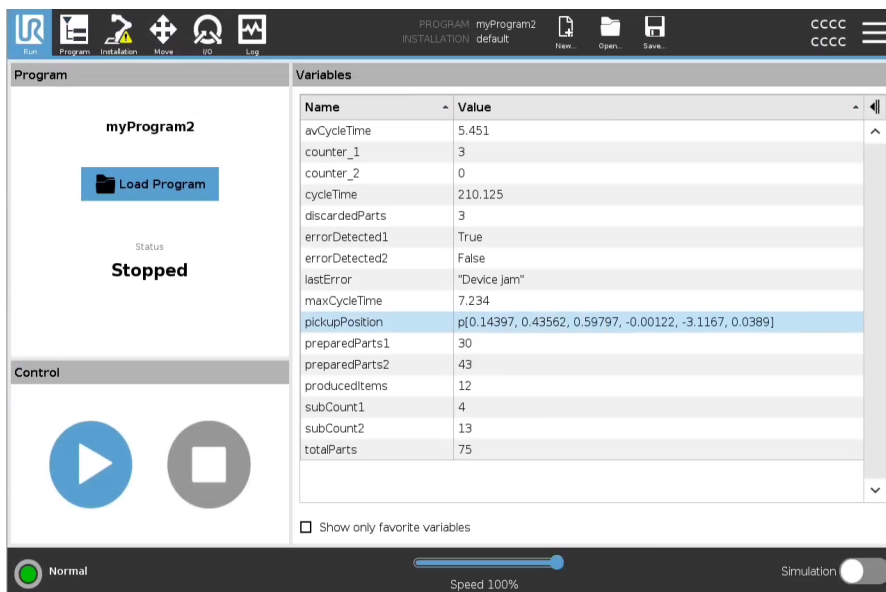 UR
Run
Program
Installation
Move
I/O
Log
PROGRAM myProgram2
INSTALLATION default
New...
Open...
Save...
CCCC
CCCC
Program
myProgram2
Load Program
Status
Stopped
Control
Variables
Name Value
avCycleTime 5.451
counter_1 3
counter_2 0
cycleTime 210.125
discardedParts 3
errorDetected1 True
errorDetected2 False
lastError "Device jam"
maxCycleTime 7.234
pickupPosition p[0.14397, 0.43562, 0.59797, -0.00122, -3.1167, 0.0389]
preparedParts1 30
preparedParts2 43
producedItems 12
subCount1 4
subCount2 13
totalParts 75
Show only favorite variables
Normal
Speed 100%
Simulation